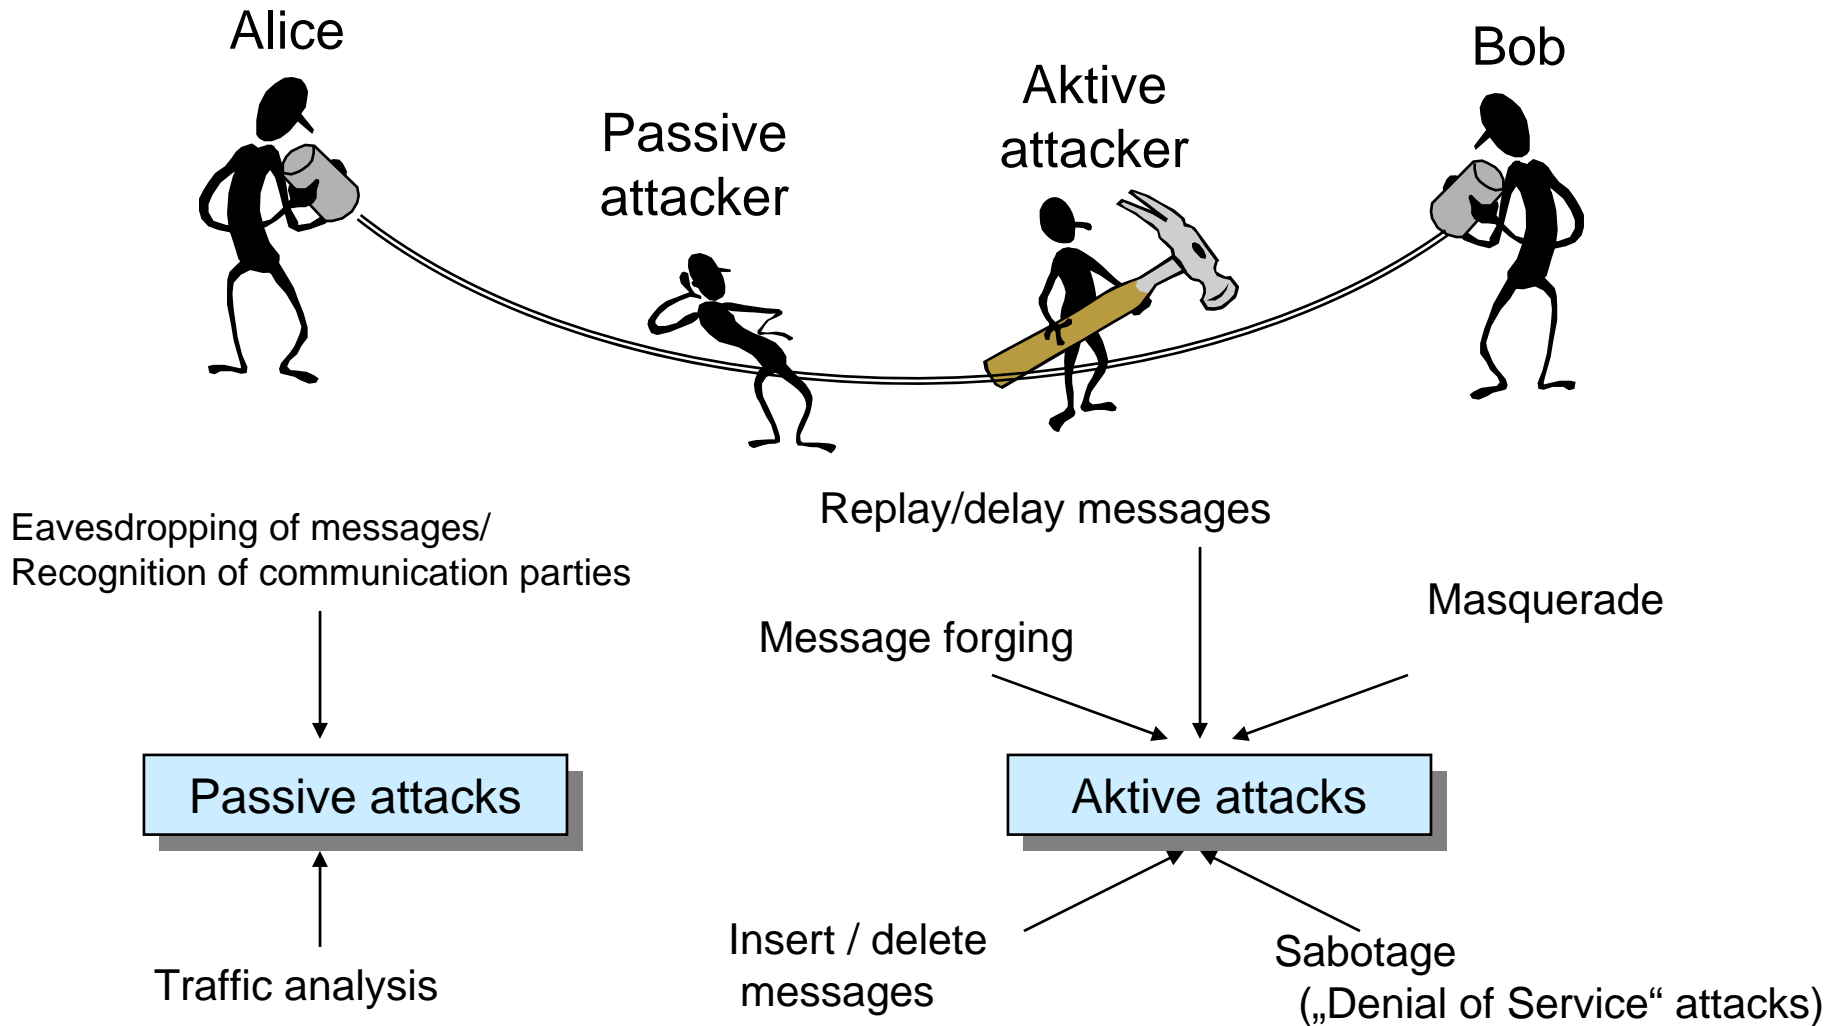 Alice
Bob
Passive
attacker
Aktive
attacker
Eavesdropping of messages/
Recognition of communication parties
Replay/delay messages
Message forging
Masquerade
Passive attacks
Aktive attacks
Traffic analysis
Insert / delete
messages
Sabotage
(„Denial of Service“ attacks)